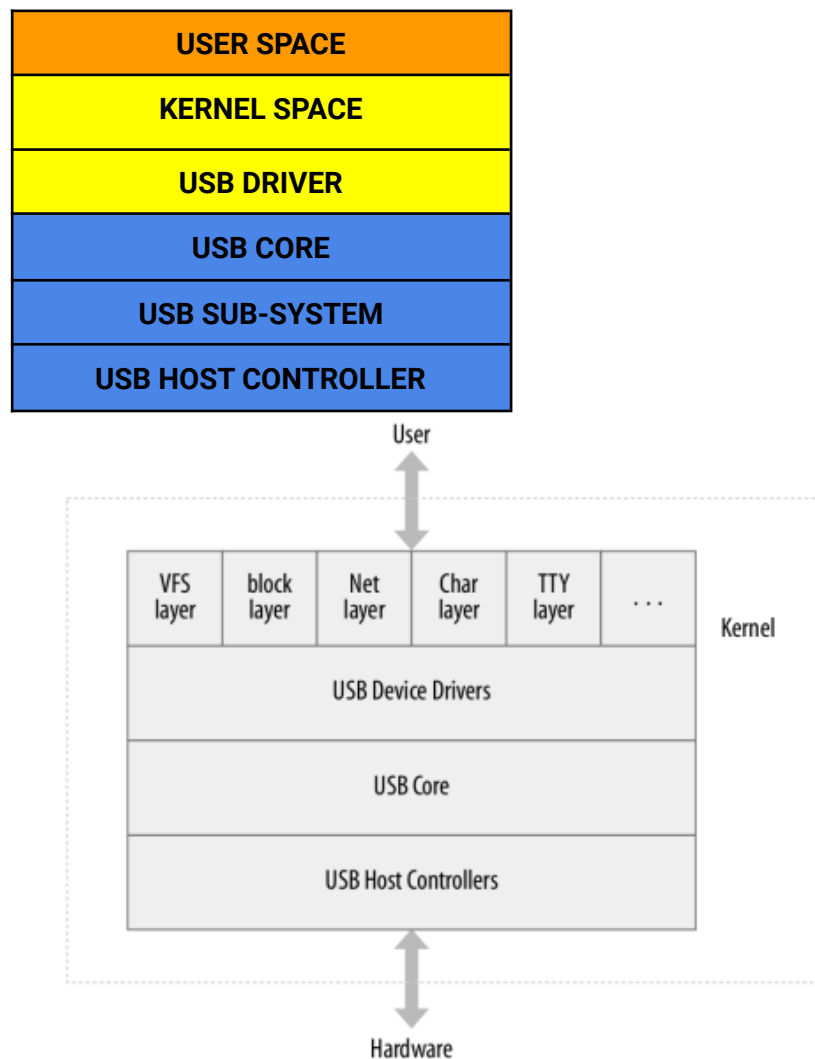 USER SPACE
KERNEL SPACE
USB DRIVER
USB CORE
USB SUB-SYSTEM
USB HOST CONTROLLER
User
VFS
layer
block
layer
Net
layer
Char
layer
TTY
layer
...
Kernel
USB Device Drivers
USB Core
USB Host Controllers
Hardware